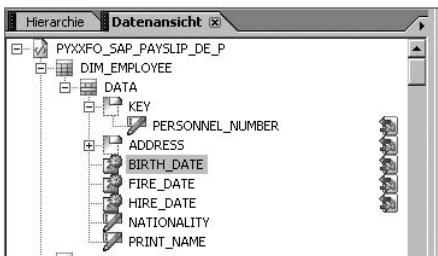 Hierarchie Datenansicht
PYXXFO_SAP_PAYSLIP_DE_P
DIM_EMPLOYEE
DATA
KEY
PERSONNEL_NUMBER
ADDRESS
BIRTH_DATE
FIRE_DATE
HIRE_DATE
NATIONALITY
PRINT_NAME